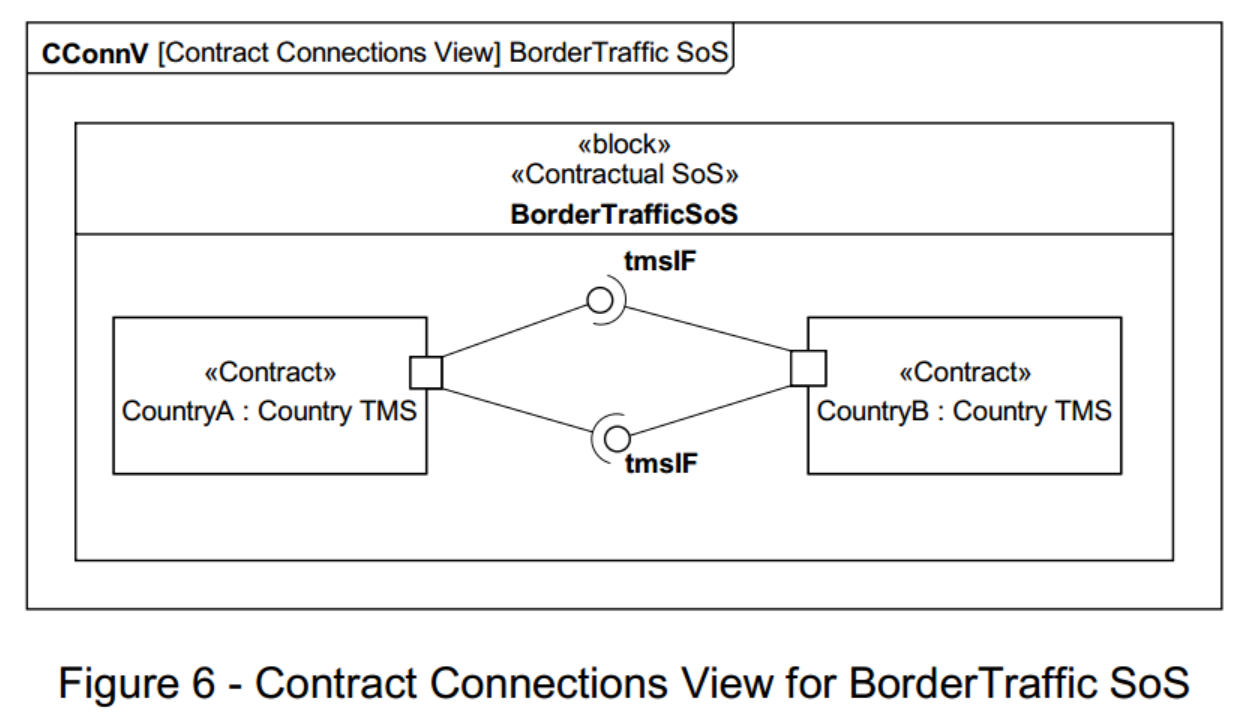 CConnV [Contract Connections View] BorderTraffic SoS
«block»
«Contractual SoS»
BorderTrafficSoS
tmsIF
«Contract»
CountryA : Country TMS
«Contract»
CountryB : Country TMS
tmsIF
Figure 6 - Contract Connections View for BorderTraffic SoS